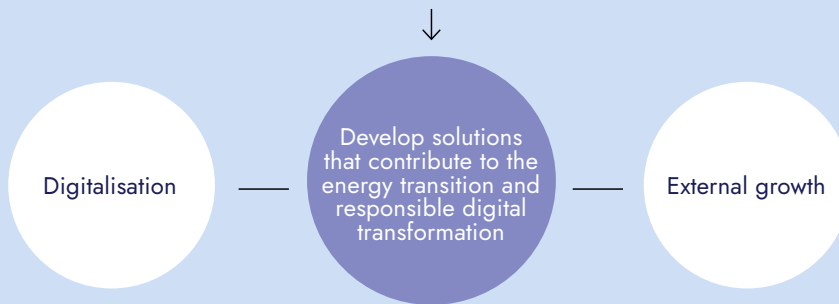 Digitalisation
Develop solutions
that contribute to the
energy transition and
responsible digital
transformation
External growth